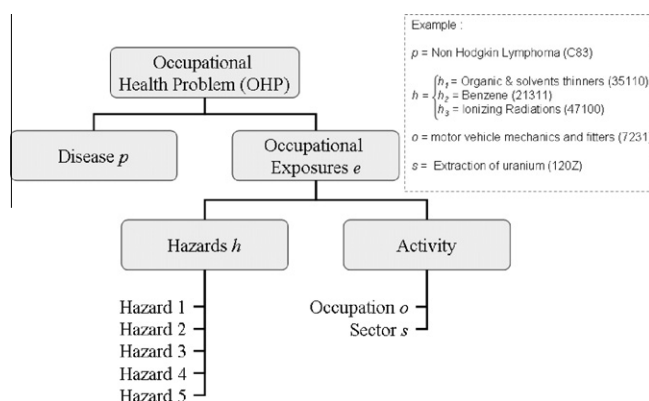 Occupational
Health Problem (OHP)
Disease p
Occupational
Exposures e
Hazards h
Activity
Hazard 1
Hazard 2
Hazard 3
Hazard 4
Hazard 5
Occupation o
Sector s
Example :
p = Non Hodgkin Lymphoma (C83)
h = { h₁ = Organic & solvents thinners (35110)
h₂ = Benzene (21311)
h₃ = Ionizing Radiations (47100)
o = motor vehicle mechanics and fitters (7231)
s = Extraction of uranium (120Z)